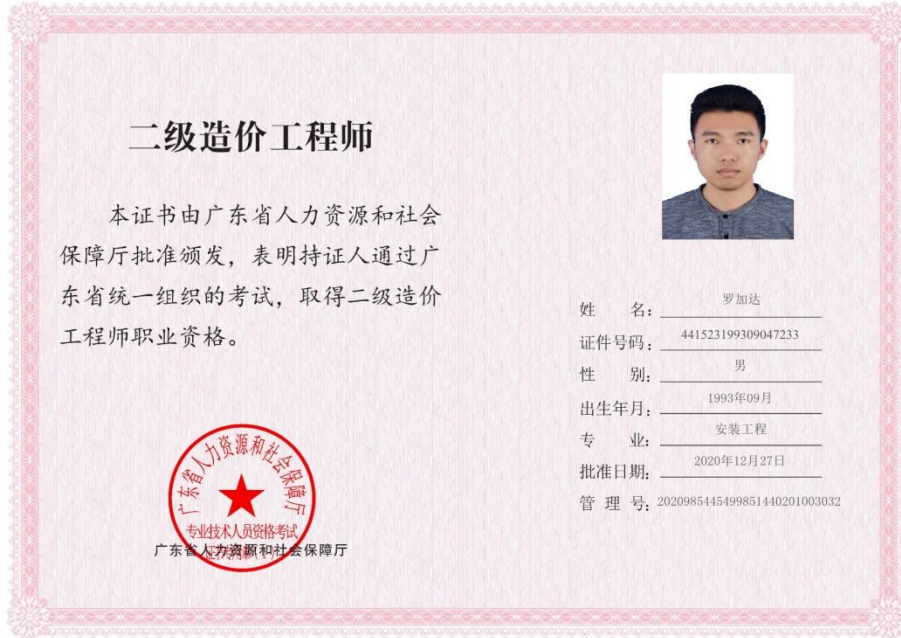 二级造价工程师
本证书由广东省人力资源和社会
保障厅批准颁发，表明持证人通过广
东省统一组织的考试，取得二级造价
工程师职业资格。
广东省人力资源和社会保障厅
专业技术人员资格考试
广东省人力资源和社会保障厅
姓 名：罗加达
证件号码：441523199309047233
性 别：男
出生年月：1993年09月
专 业：安装工程
批准日期：2020年12月27日
管 理 号：2020985445499851440201003032